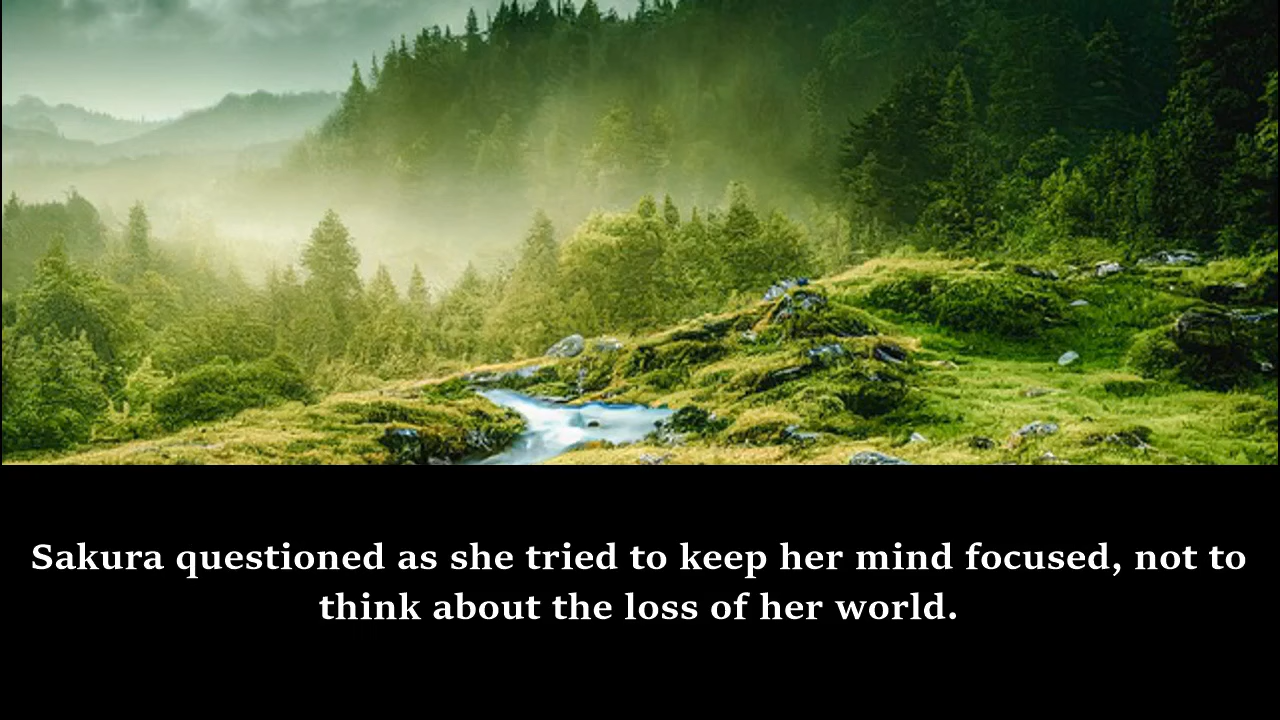 Sakura questioned as she tried to keep her mind focused, not to
think about the loss of her world.